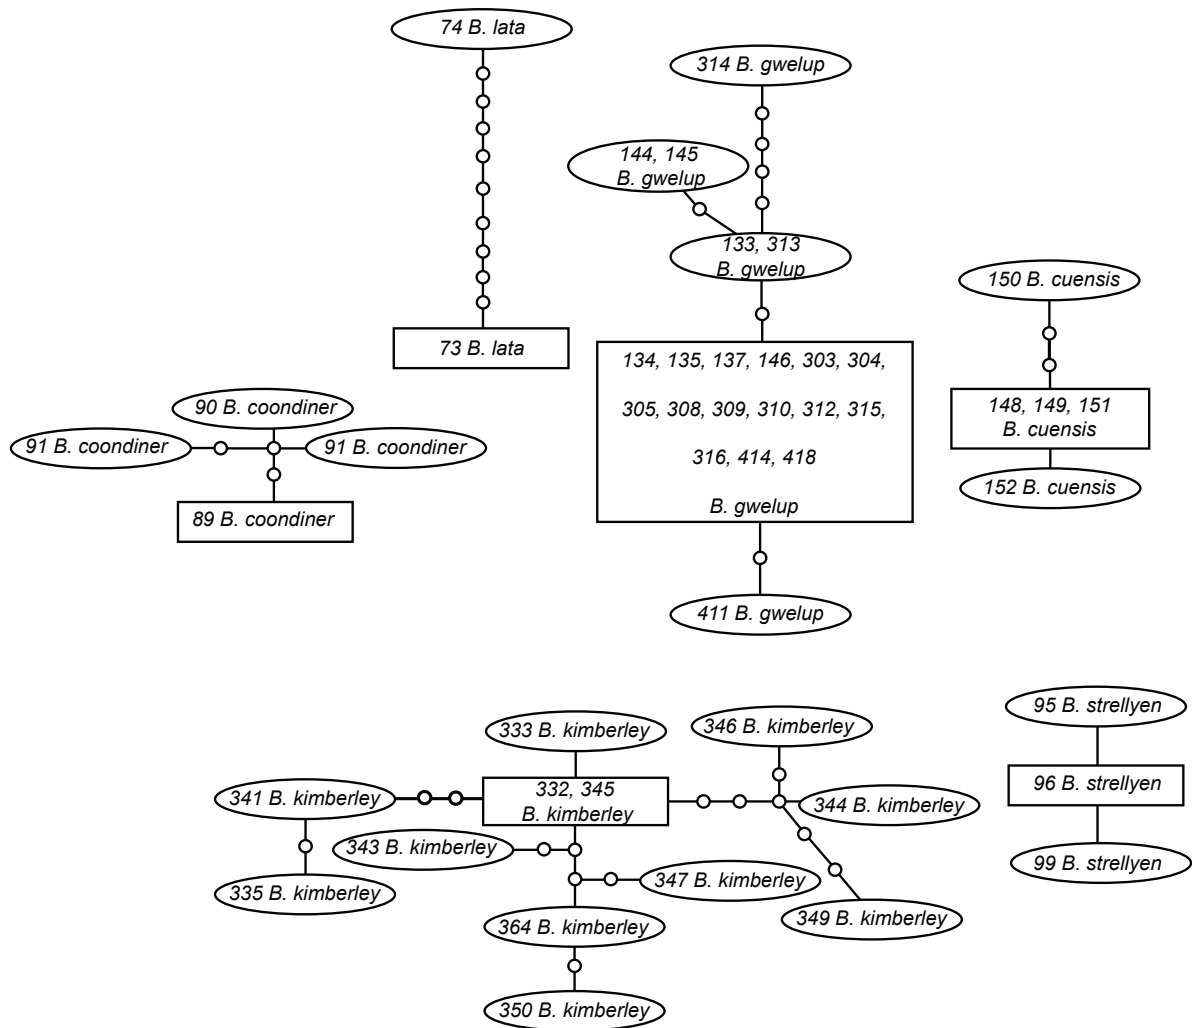 74 B. lata
314 B. gwelup
144, 145
B. gwelup
133, 313
B. gwelup
150 B. cuensis
73 B. lata
134, 135, 137, 146, 303, 304,
305, 308, 309, 310, 312, 315,
316, 414, 418
B. gwelup
148, 149, 151
B. cuensis
90 B. coondiner
91 B. coondiner
91 B. coondiner
152 B. cuensis
89 B. coondiner
411 B. gwelup
95 B. strellyen
333 B. kimberley
346 B. kimberley
341 B. kimberley
332, 345
B. kimberley
344 B. kimberley
96 B. strellyen
343 B. kimberley
99 B. strellyen
335 B. kimberley
347 B. kimberley
364 B. kimberley
349 B. kimberley
350 B. kimberley